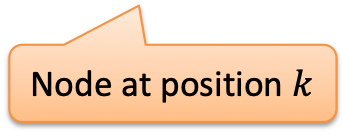 Node at position k